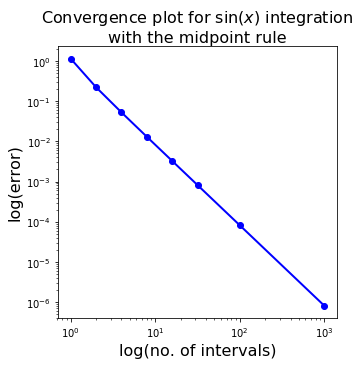 Convergence plot for sin(x) integration
with the midpoint rule
log(error)
10⁰
10⁻¹
10⁻²
10⁻³
10⁻⁴
10⁻⁵
10⁻⁶
10⁰
10¹
10²
10³
log(no. of intervals)